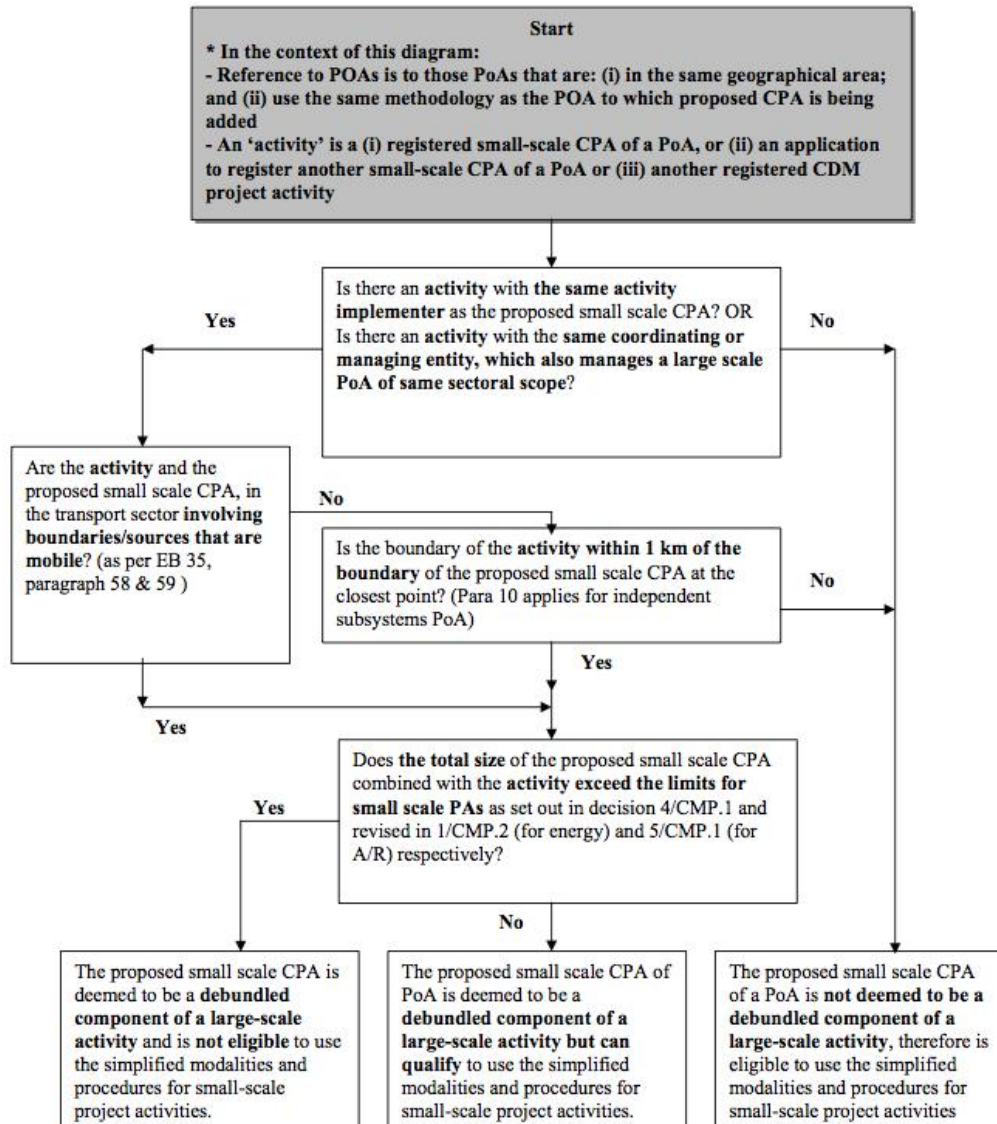 Start
* In the context of this diagram:
- Reference to POAs is to those PoAs that are: (i) in the same geographical area;
and (ii) use the same methodology as the POA to which proposed CPA is being
added
- An ‘activity’ is a (i) registered small-scale CPA of a PoA, or (ii) an application
to register another small-scale CPA of a PoA or (iii) another registered CDM
project activity
Is there an activity with the same activity
implementer as the proposed small scale CPA? OR
Is there an activity with the same coordinating or
managing entity, which also manages a large scale
PoA of same sectoral scope?
Yes
No
Are the activity and the
proposed small scale CPA, in
the transport sector involving
boundaries/sources that are
mobile? (as per EB 35,
paragraph 58 & 59 )
No
Is the boundary of the activity within 1 km of the
boundary of the proposed small scale CPA at the
closest point? (Para 10 applies for independent
subsystems PoA)
No
Yes
Yes
Does the total size of the proposed small scale CPA
combined with the activity exceed the limits for
small scale PAs as set out in decision 4/CMP.1 and
revised in 1/CMP.2 (for energy) and 5/CMP.1 (for
A/R) respectively?
Yes
No
The proposed small scale CPA is
deemed to be a debundled
component of a large-scale
activity and is not eligible to use
the simplified modalities and
procedures for small-scale
project activities.
The proposed small scale CPA of
PoA is deemed to be a
debundled component of a
large-scale activity but can
qualify to use the simplified
modalities and procedures for
small-scale project activities.
The proposed small scale CPA
of a PoA is not deemed to be a
debundled component of a
large-scale activity, therefore is
eligible to use the simplified
modalities and procedures for
small-scale project activities